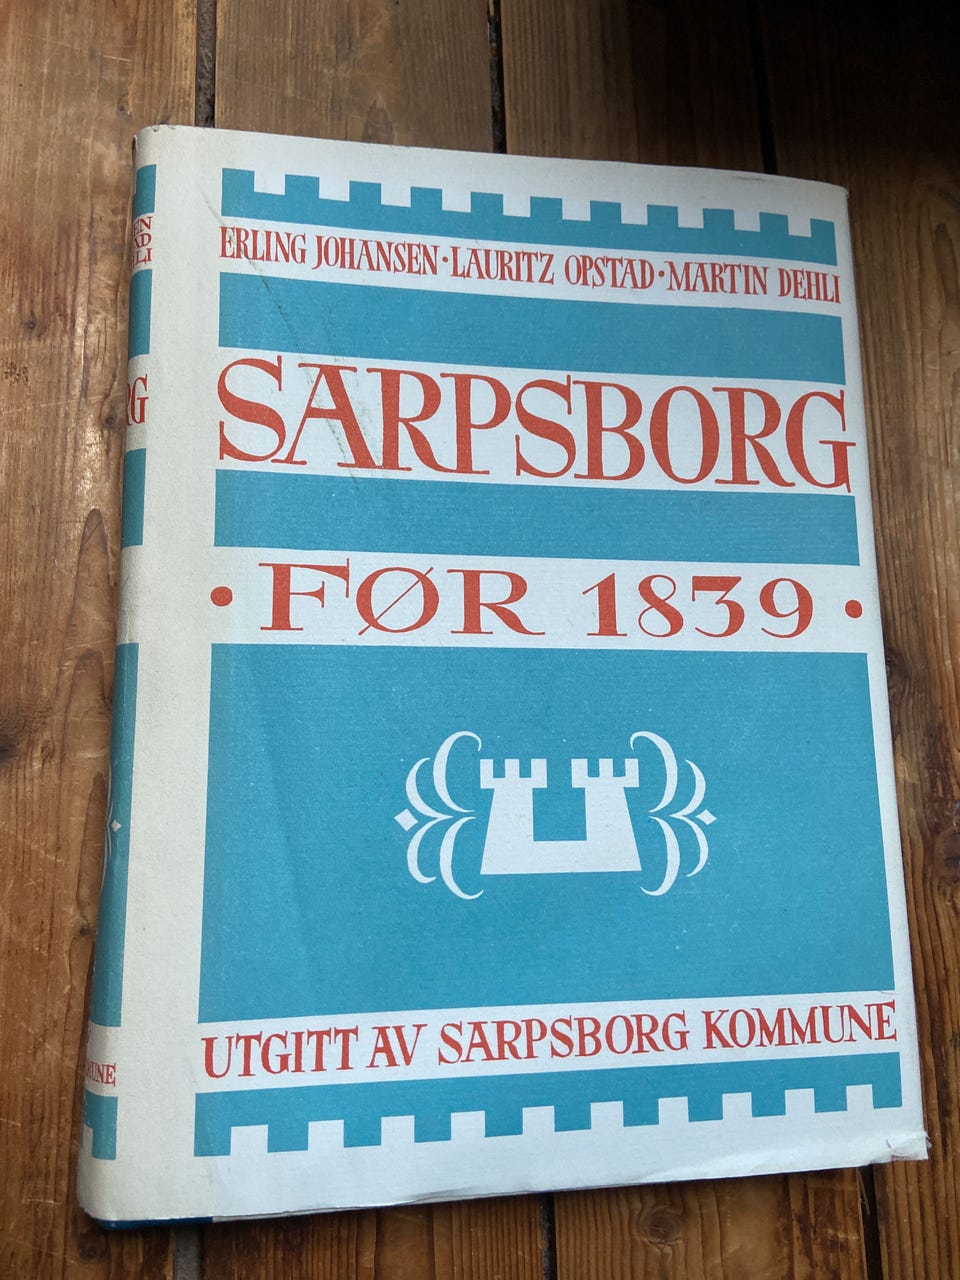 ERLING JOHANSEN · LAURITZ OPSTAD · MARTIN DEHLI
SARPSBORG
· FØR 1839 ·
UTGITT AV SARPSBORG KOMMUNE